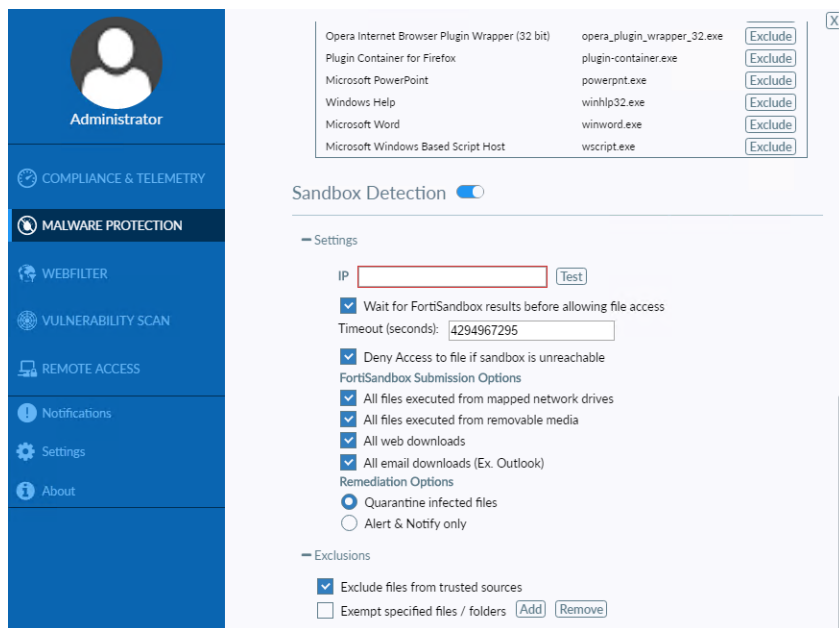 X
Opera Internet Browser Plugin Wrapper (32 bit) opera_plugin_wrapper_32.exe Exclude
Plugin Container for Firefox plugin-container.exe Exclude
Microsoft PowerPoint powerpnt.exe Exclude
Windows Help winhlp32.exe Exclude
Microsoft Word winword.exe Exclude
Microsoft Windows Based Script Host wscript.exe Exclude
Administrator
COMPLIANCE & TELEMETRY
MALWARE PROTECTION
WEBFILTER
VULNERABILITY SCAN
REMOTE ACCESS
Notifications
Settings
About
Sandbox Detection
Settings
IP Test
Wait for FortiSandbox results before allowing file access
Timeout (seconds): 4294967295
Deny Access to file if sandbox is unreachable
FortiSandbox Submission Options
All files executed from mapped network drives
All files executed from removable media
All web downloads
All email downloads (Ex. Outlook)
Remediation Options
Quarantine infected files
Alert & Notify only
Exclusions
Exclude files from trusted sources
Exempt specified files / folders Add Remove